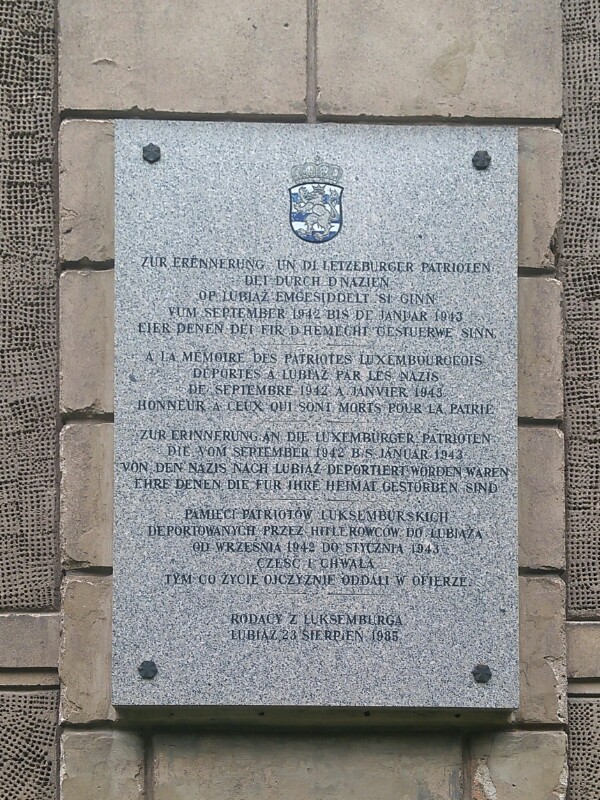 ZUR ERENNERUNG UN DI LETZEBURGER PATRIOTEN
DEI DURCH D'NAZIEN
OP LUBIĄŻ EMGESIDDELT SI GINN
VUM SEPTEMBER 1942 BIS DE JANUAR 1943
EIER DENEN DEI FIR D'HEMECHT GESTUERWE SINN
A LA MÉMOIRE DES PATRIOTES LUXEMBOURGEOIS
DEPORTES A LUBIĄŻ PAR LES NAZIS
DE SEPTEMBRE 1942 A JANVIER 1943
HONNEUR A CEUX QUI SONT MORTS POUR LA PATRIE
ZUR ERINNERUNG AN DIE LUXEMBURGER PATRIOTEN
DIE VOM SEPTEMBER 1942 BIS JANUAR 1943
VON DEN NAZIS NACH LUBIĄŻ DEPORTIERT WORDEN WAREN
EHRE DENEN DIE FÜR IHRE HEIMAT GESTORBEN SIND
PAMIĘCI PATRIOTÓW LUKSEMBURSKICH
DEPORTOWANYCH PRZEZ HITLEROWCÓW DO LUBIĄŻA
OD WRZEŚNIA 1942 DO STYCZNIA 1943
CZEŚĆ I CHWAŁA
TYM CO ŻYCIE OJCZYŹNIE ODDALI W OFIERZE
RODACY Z LUKSEMBURGA
LUBIĄŻ 23 SIERPIEŃ 1985